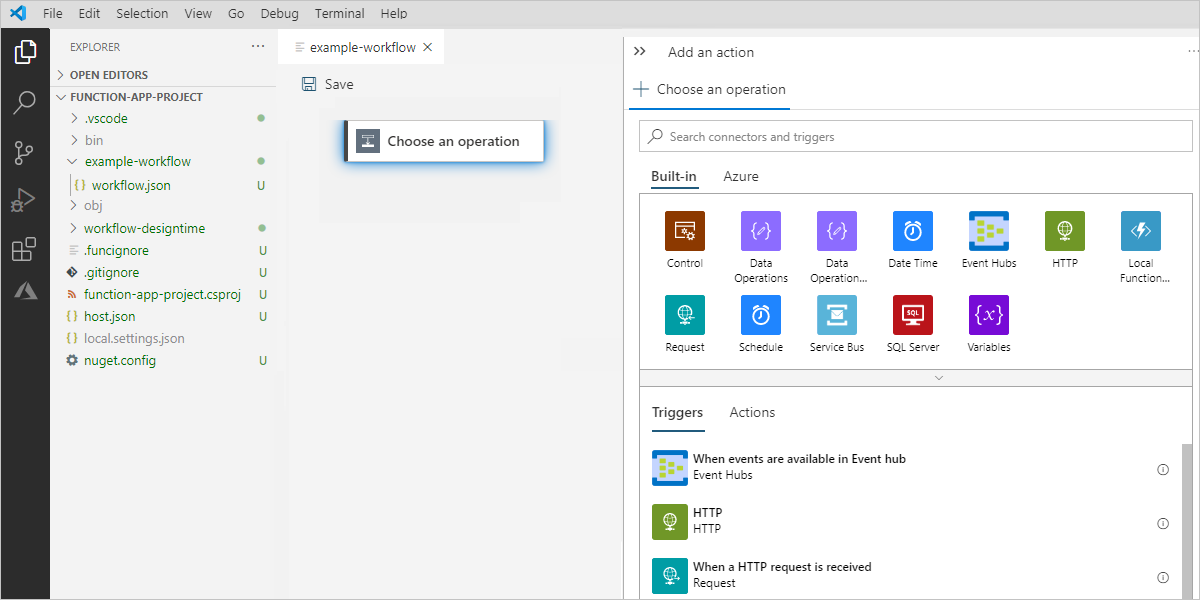 File Edit Selection View Go Debug Terminal Help
EXPLORER ···
OPEN EDITORS
FUNCTION-APP-PROJECT
.vscode
bin
example-workflow
{} workflow.json U
obj
workflow-designtime
.funcignore U
.gitignore U
function-app-project.csproj U
{} host.json U
{} local.settings.json
nuget.config U
example-workflow
Save
Choose an operation
Add an action ···
Choose an operation
Search connectors and triggers
Built-in Azure
Control
Data
Operations
Data
Operation...
Date Time
Event Hubs
HTTP
Local
Function...
Request
Schedule
Service Bus
SQL
SQL Server
{x}
Variables
Triggers Actions
When events are available in Event hub
Event Hubs
HTTP
HTTP
When a HTTP request is received
Request